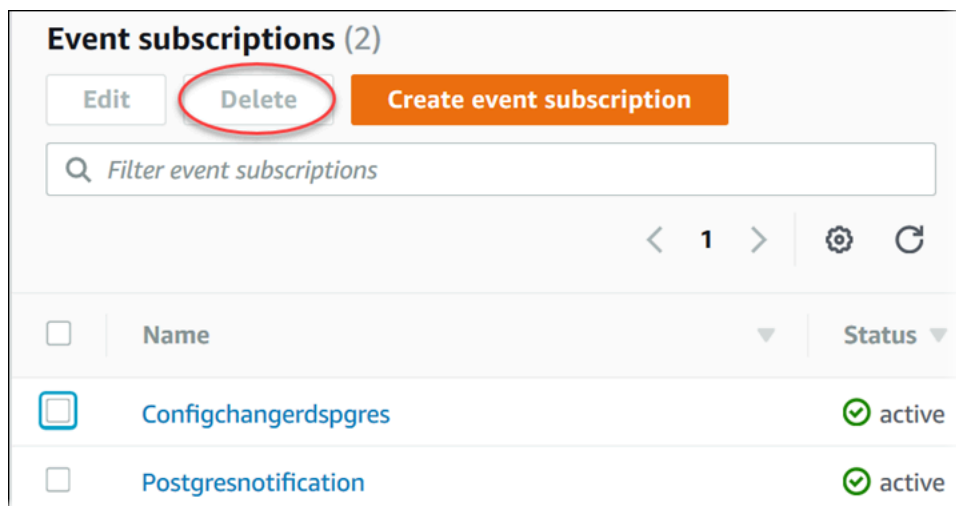 Event subscriptions (2)
Edit Delete Create event subscription
Filter event subscriptions
1
Name Status
Configchangerdspgres active
Postgresnotification active